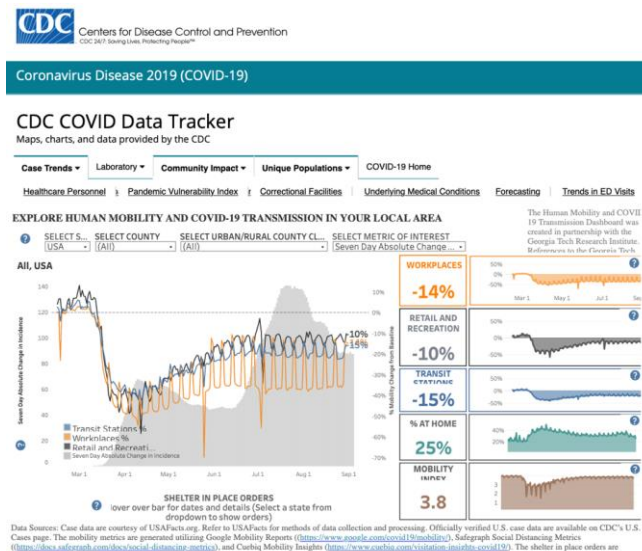 CDC Centers for Disease Control and Prevention
CDC 24/7: Saving Lives, Protecting People™
Coronavirus Disease 2019 (COVID-19)
CDC COVID Data Tracker
Maps, charts, and data provided by the CDC
Case Trends Laboratory Community Impact Unique Populations COVID-19 Home
Healthcare Personnel Pandemic Vulnerability Index Correctional Facilities Underlying Medical Conditions Forecasting Trends in ED Visits
EXPLORE HUMAN MOBILITY AND COVID-19 TRANSMISSION IN YOUR LOCAL AREA
The Human Mobility and COVID
19 Transmission Dashboard was
created in partnership with the
Georgia Tech Research Institute.
References to the Georgia Tech
? SELECT S... SELECT COUNTY SELECT URBAN/RURAL COUNTY CL... SELECT METRIC OF INTEREST
USA (All) (All) Seven Day Absolute Change ...
All, USA
140
120
100
80
60
40
20
0
Seven Day Absolute Change in Incidence
10%
0%
-10%
-20%
-30%
-40%
-50%
-60%
-70%
% Mobility Change From Baseline
-10%
-15%
Transit Stations %
Workplaces %
Retail and Recreati...
Seven Day Absolute Change in Incidence
Mar 1 Apr 1 May 1 Jun 1 Jul 1 Aug 1 Sep 1
WORKPLACES
-14%
50%
0%
-50%
Mar 1 May 1 Jul 1 Sep
?
RETAIL AND
RECREATION
-10%
50%
0%
-50%
?
TRANSIT
STATIONS
-15%
50%
0%
-50%
?
% AT HOME
25%
40%
20%
?
MOBILITY
INDEX
3.8
3
2
1
?
SHELTER IN PLACE ORDERS
? lover over bar for dates and details (Select a state from
dropdown to show orders)
Data Sources: Case data are courtesy of USAFacts.org. Refer to USAFacts for methods of data collection and processing. Officially verified U.S. case data are available on CDC's U.S.
Cases page. The mobility metrics are generated utilizing Google Mobility Reports ((https://www.google.com/covid19/mobility/), Safegraph Social Distancing Metrics
((https://docs.safegraph.com/docs/social-distancing-metrics), and Cuebiq Mobility Insights (https://www.cuebiq.com/visitation-insights-covid19/). The shelter in place orders are